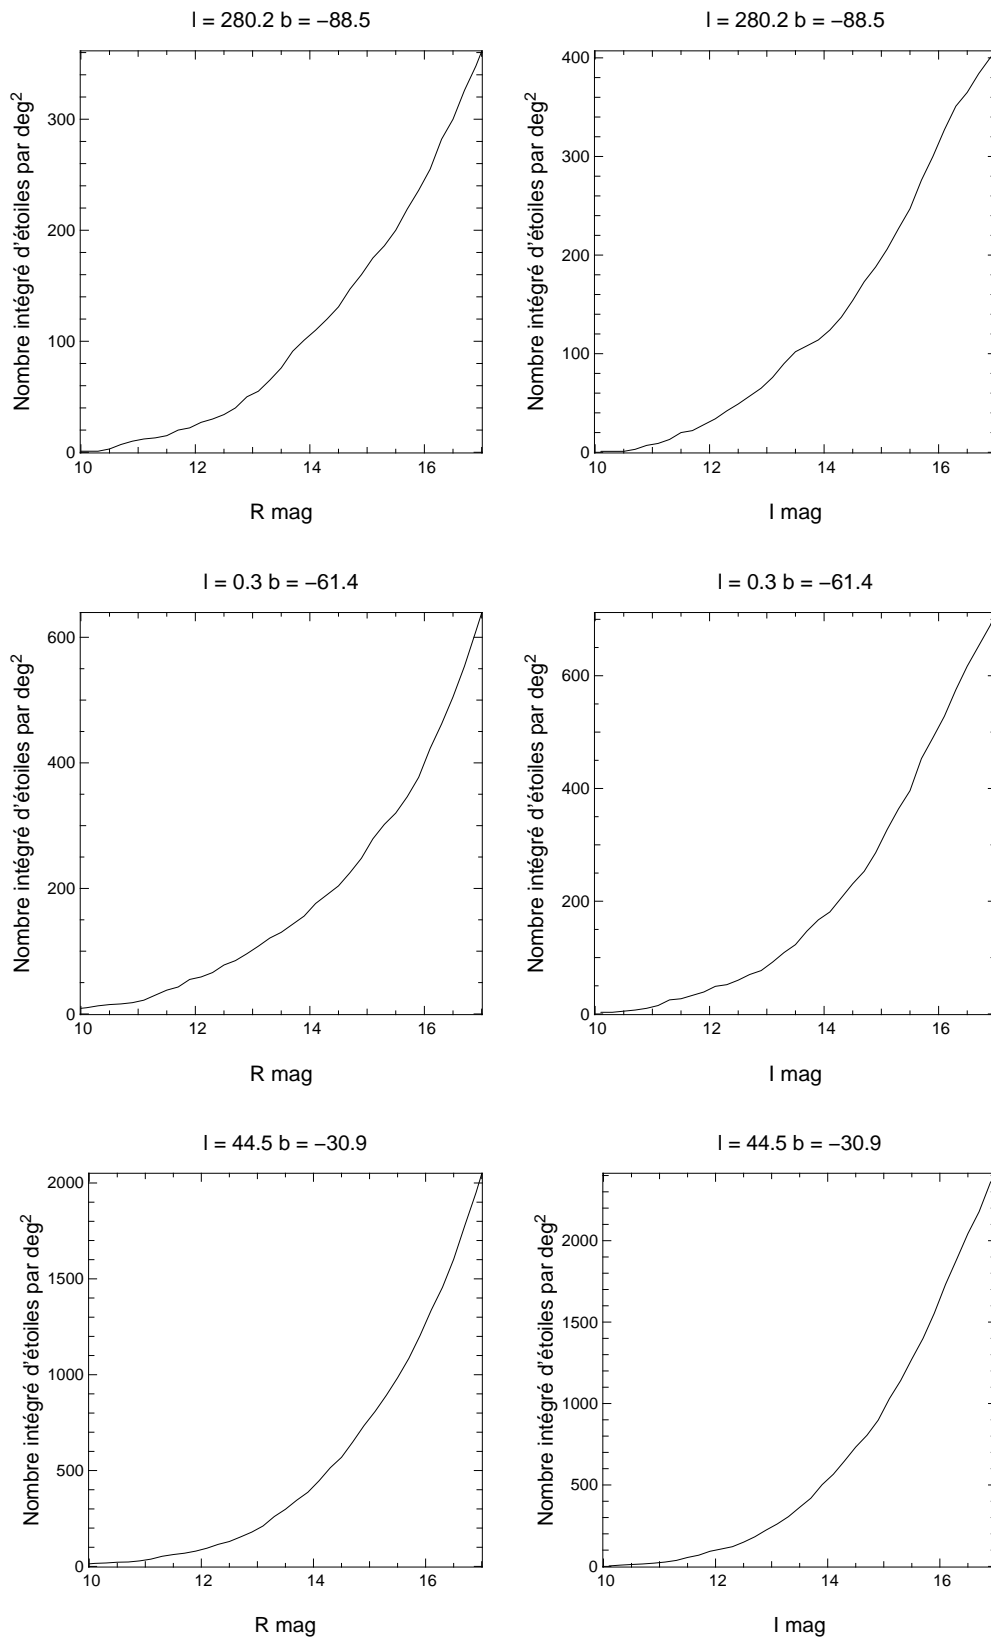 l = 280.2 b = −88.5
Nombre intégré d'étoiles par deg2
300
200
100
0
10 12 14 16
R mag
l = 280.2 b = −88.5
Nombre intégré d'étoiles par deg2
400
300
200
100
0
10 12 14 16
I mag
l = 0.3 b = −61.4
Nombre intégré d'étoiles par deg2
600
400
200
0
10 12 14 16
R mag
l = 0.3 b = −61.4
Nombre intégré d'étoiles par deg2
600
400
200
0
10 12 14 16
I mag
l = 44.5 b = −30.9
Nombre intégré d'étoiles par deg2
2000
1500
1000
500
0
10 12 14 16
R mag
l = 44.5 b = −30.9
Nombre intégré d'étoiles par deg2
2000
1500
1000
500
0
10 12 14 16
I mag